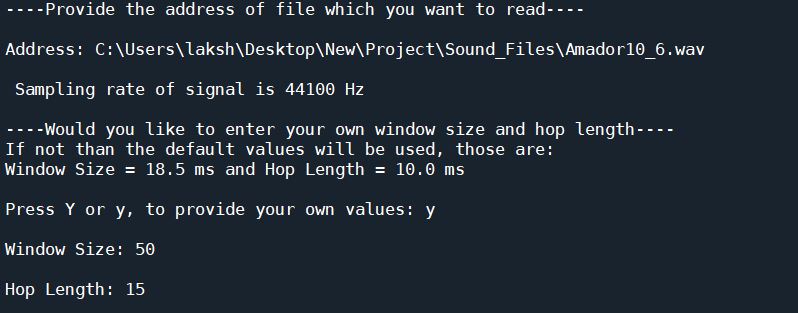 ----Provide the address of file which you want to read----
Address: C:\Users\laksh\Desktop\New\Project\Sound_Files\Amador10_6.wav
Sampling rate of signal is 44100 Hz
----Would you like to enter your own window size and hop length----
If not than the default values will be used, those are:
Window Size = 18.5 ms and Hop Length = 10.0 ms
Press Y or y, to provide your own values: y
Window Size: 50
Hop Length: 15